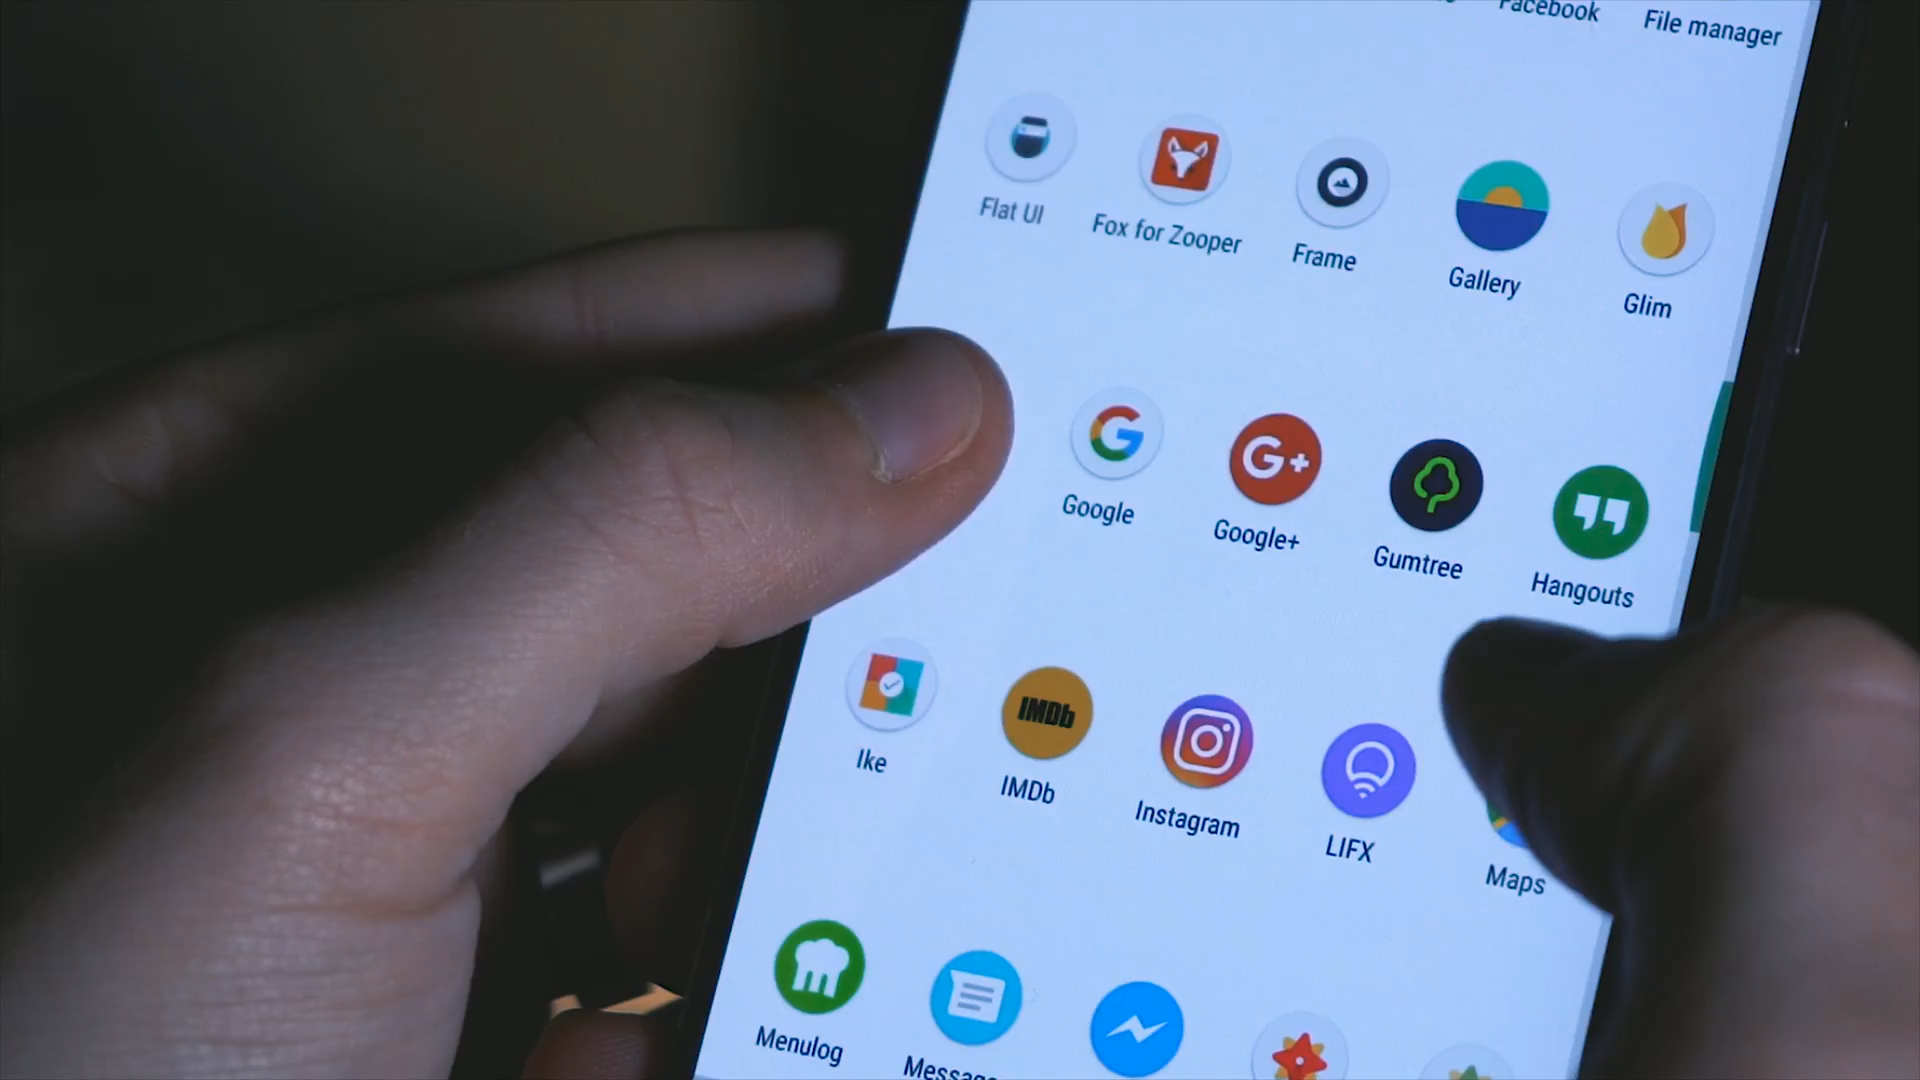 Facebook
File manager
Flat UI
Fox for Zooper
Frame
Gallery
Glim
G+
Google
Google+
Gumtree
Hangouts
IMDb
Ike
IMDb
Instagram
LIFX
Maps
Menulog